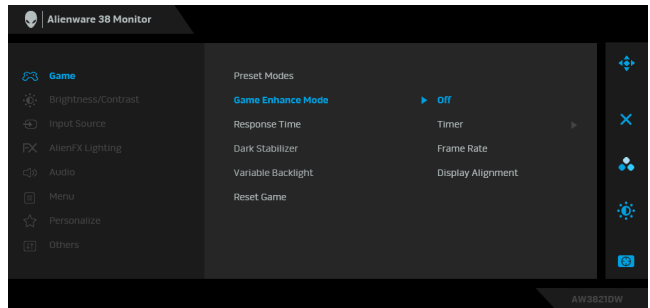 Alienware 38 Monitor
Game
Brightness/Contrast
Input Source
FX AlienFX Lighting
Audio
Menu
Personalize
Others
Preset Modes
Game Enhance Mode
Response Time
Dark Stabilizer
Variable Backlight
Reset Game
Off
Timer
Frame Rate
Display Alignment
AW3821DW